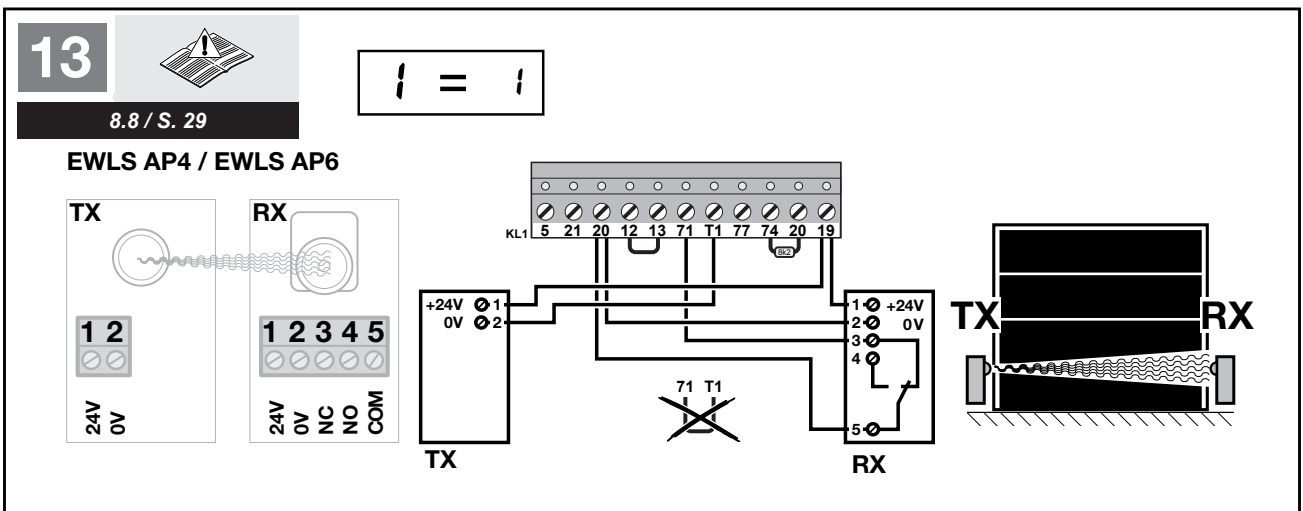 13
8.8 / S. 29
1 = 1
EWLS AP4 / EWLS AP6
TX
RX
1 2
24V
0V
1 2 3 4 5
24V
0V
NC
NO
COM
KL1 5 21 20 12 13 71 T1 77 74 20 19
8k2
+24V 1
0V 2
TX
71 T1
1 +24V
2 0V
3
4
5
RX
TX
RX